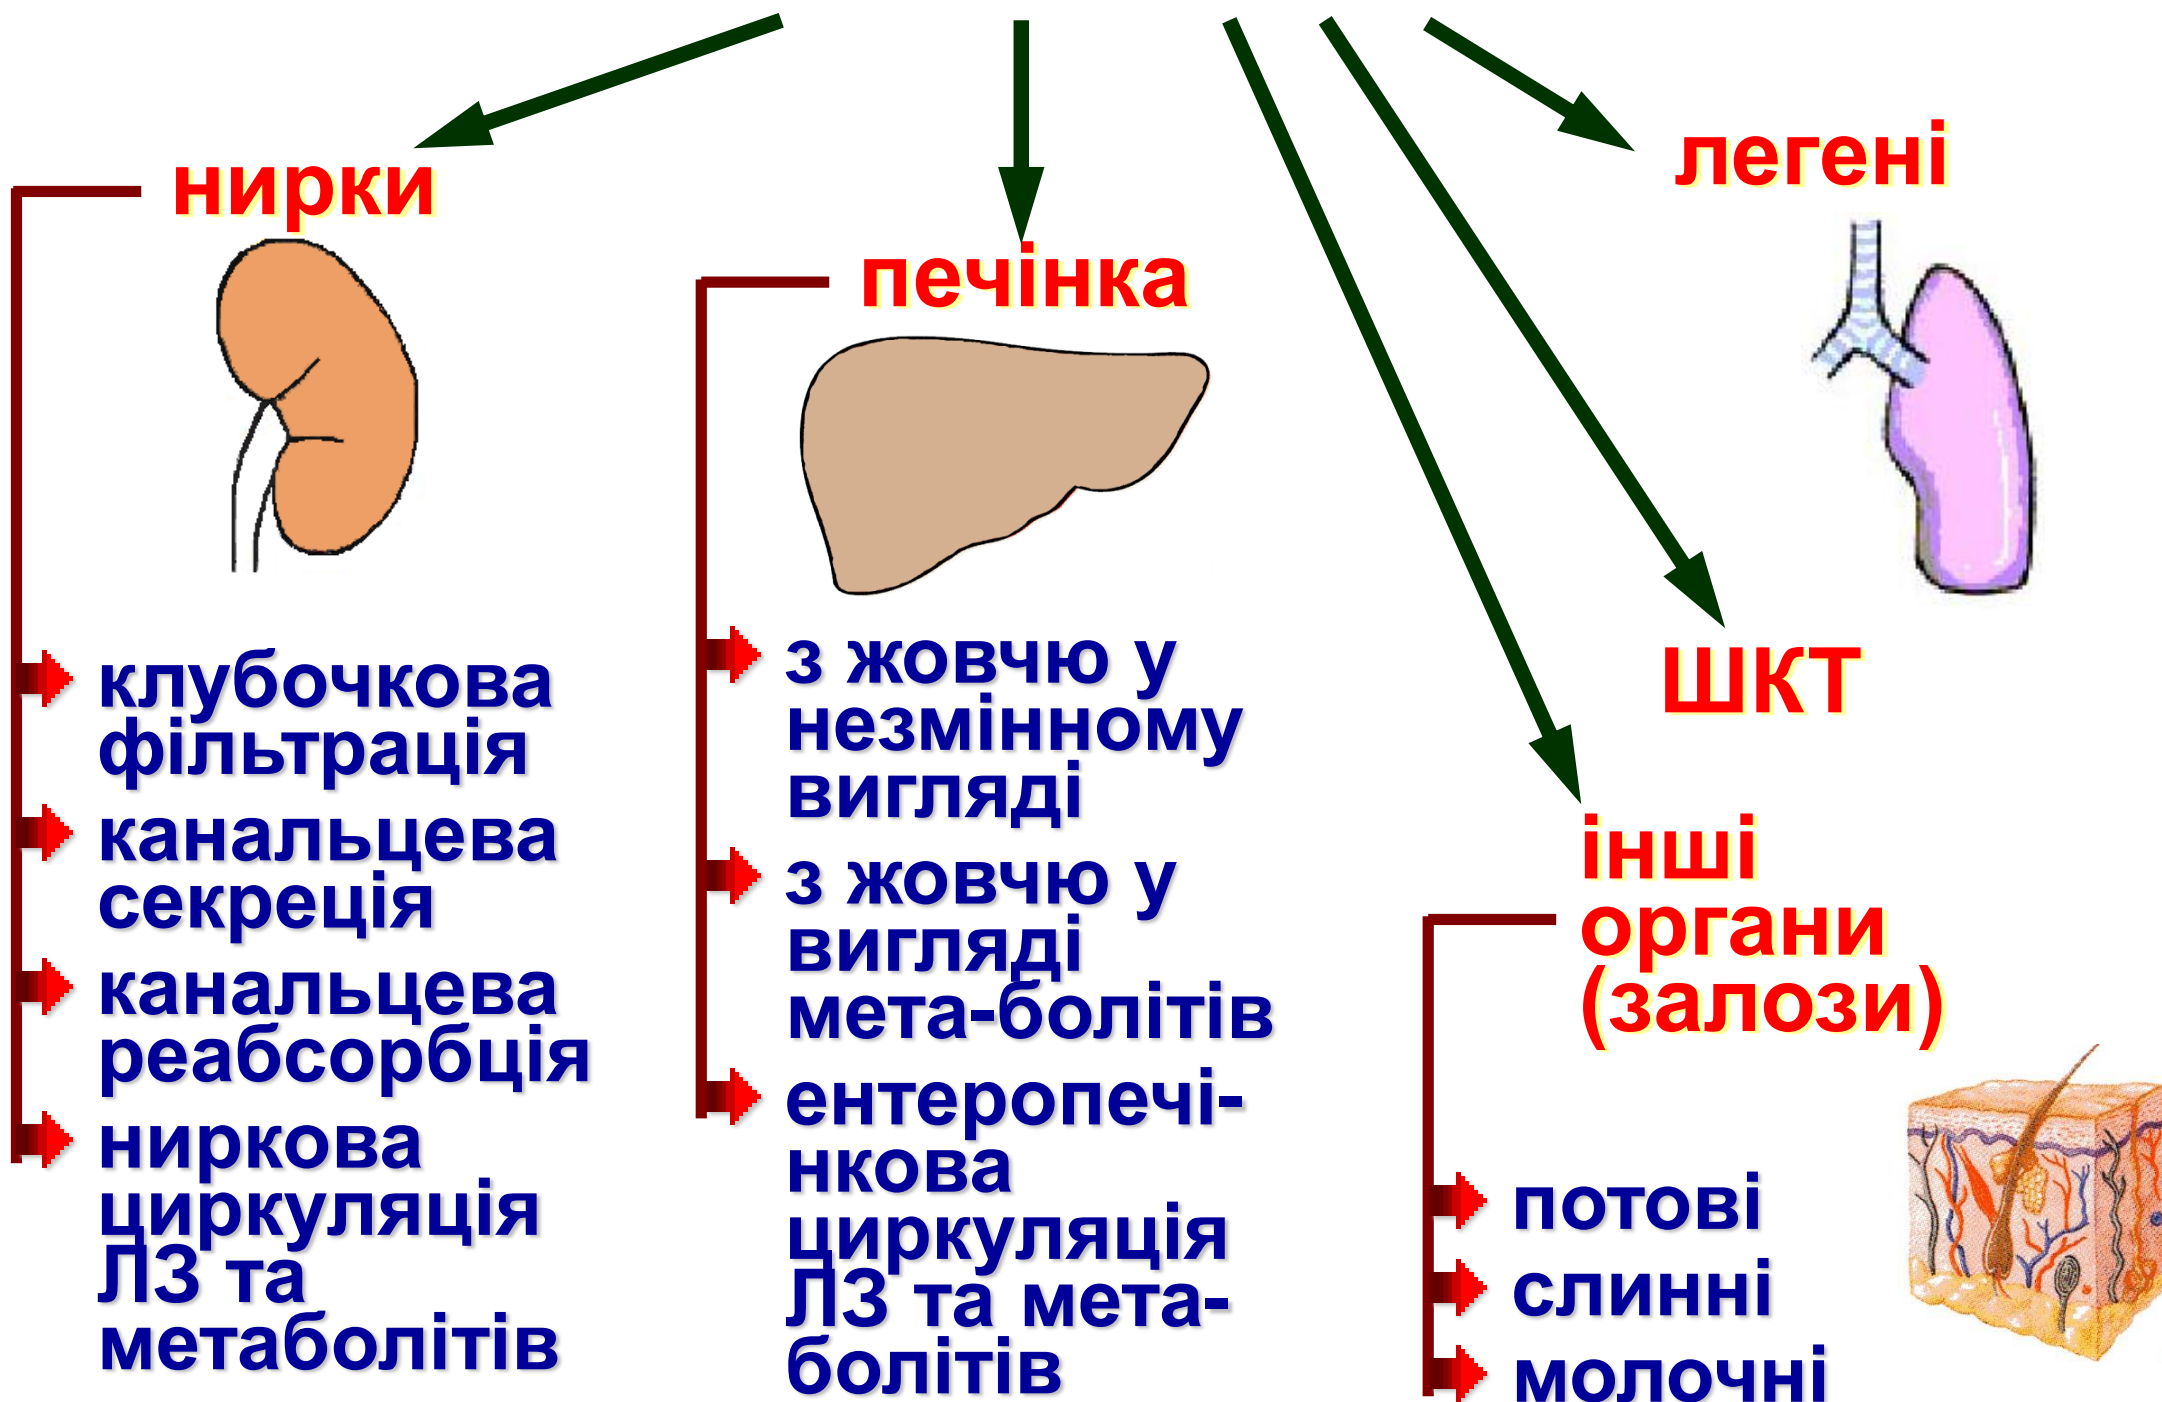 нирки
клубочкова
фільтрація
канальцева
секреція
канальцева
реабсорбція
ниркова
циркуляція
ЛЗ та
метаболітів
печінка
з жовчю у
незмінному
вигляді
з жовчю у
вигляді
мета-болітів
ентеропечі-
нкова
циркуляція
ЛЗ та мета-
болітів
легені
ШКТ
інші
органи
(залози)
потові
слинні
молочні